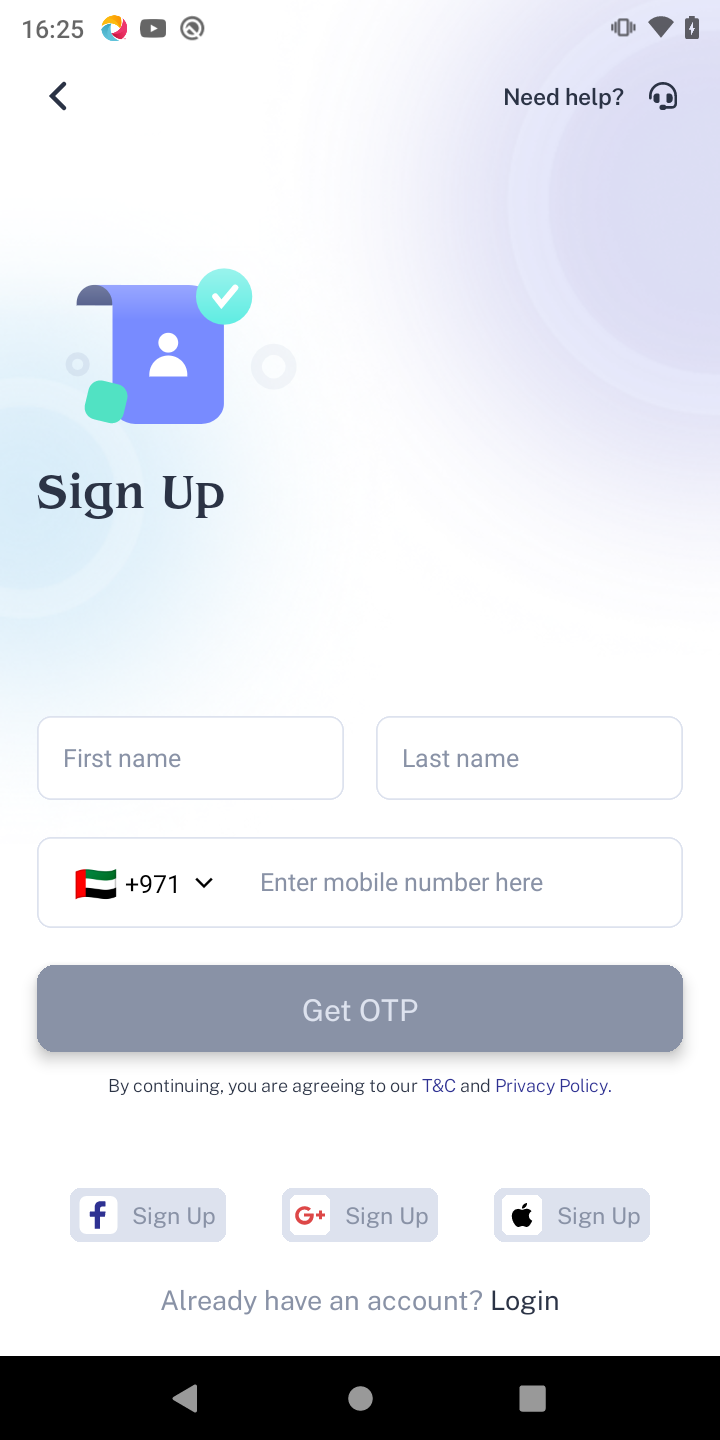 16:25
Need help?
Sign Up
First name
Last name
+971
Enter mobile number here
Get OTP
By continuing, you are agreeing to our T&C and Privacy Policy.
Sign Up
G+ Sign Up
Sign Up
Already have an account? Login